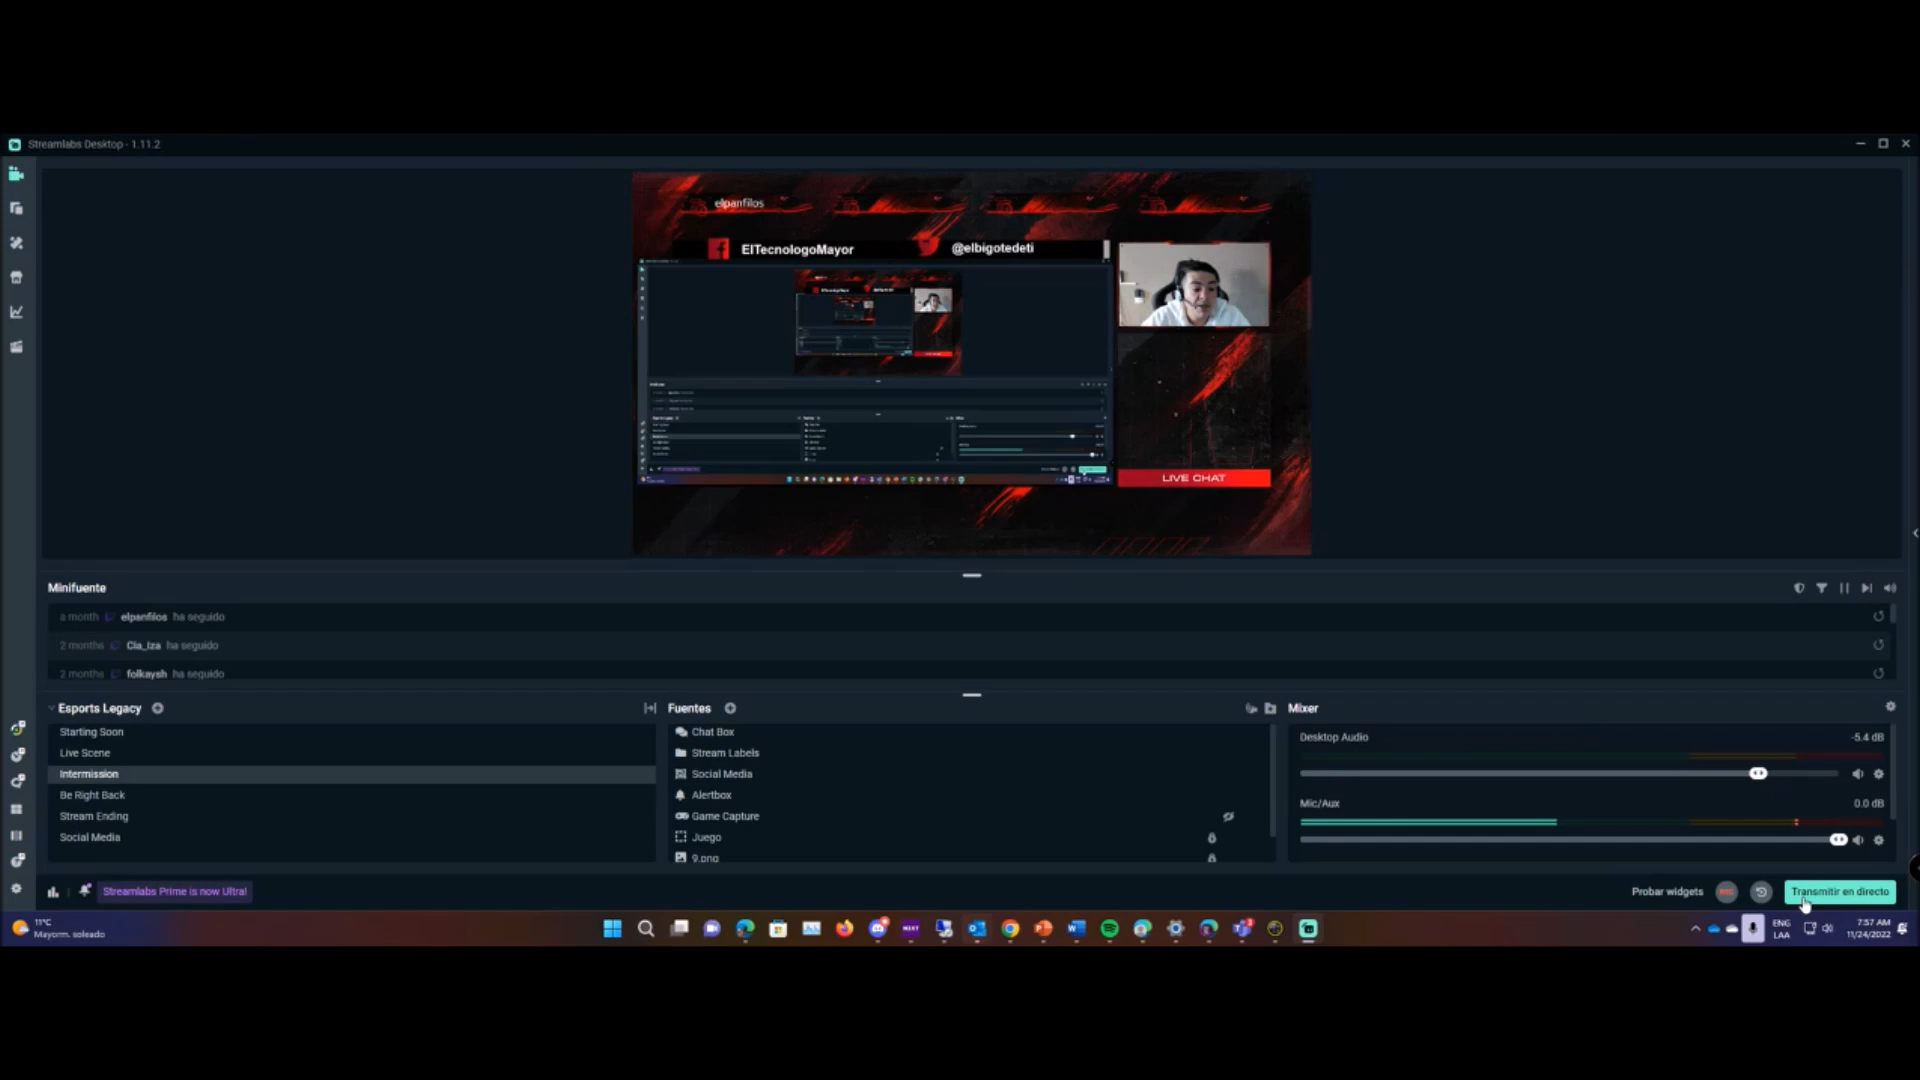 Streamlabs Desktop - 1.11.2
elpanfilos
ElTecnologoMayor
@elbigotedeti
LIVE CHAT
Minifuente
a month elpanfilos ha seguido
2 months Cia_Iza ha seguido
2 months folkaysh ha seguido
Esports Legacy
Starting Soon
Live Scene
Intermission
Be Right Back
Stream Ending
Social Media
Fuentes
Chat Box
Stream Labels
Social Media
Alertbox
Game Capture
Juego
9.png
Mixer
Desktop Audio -5.4 dB
Mic/Aux 0.0 dB
Streamlabs Prime is now Ultra!
Probar widgets
REC
Transmitir en directo
11°C
Mayorm. soleado
NEXT
ENG
LAA
7:57 AM
11/24/2022